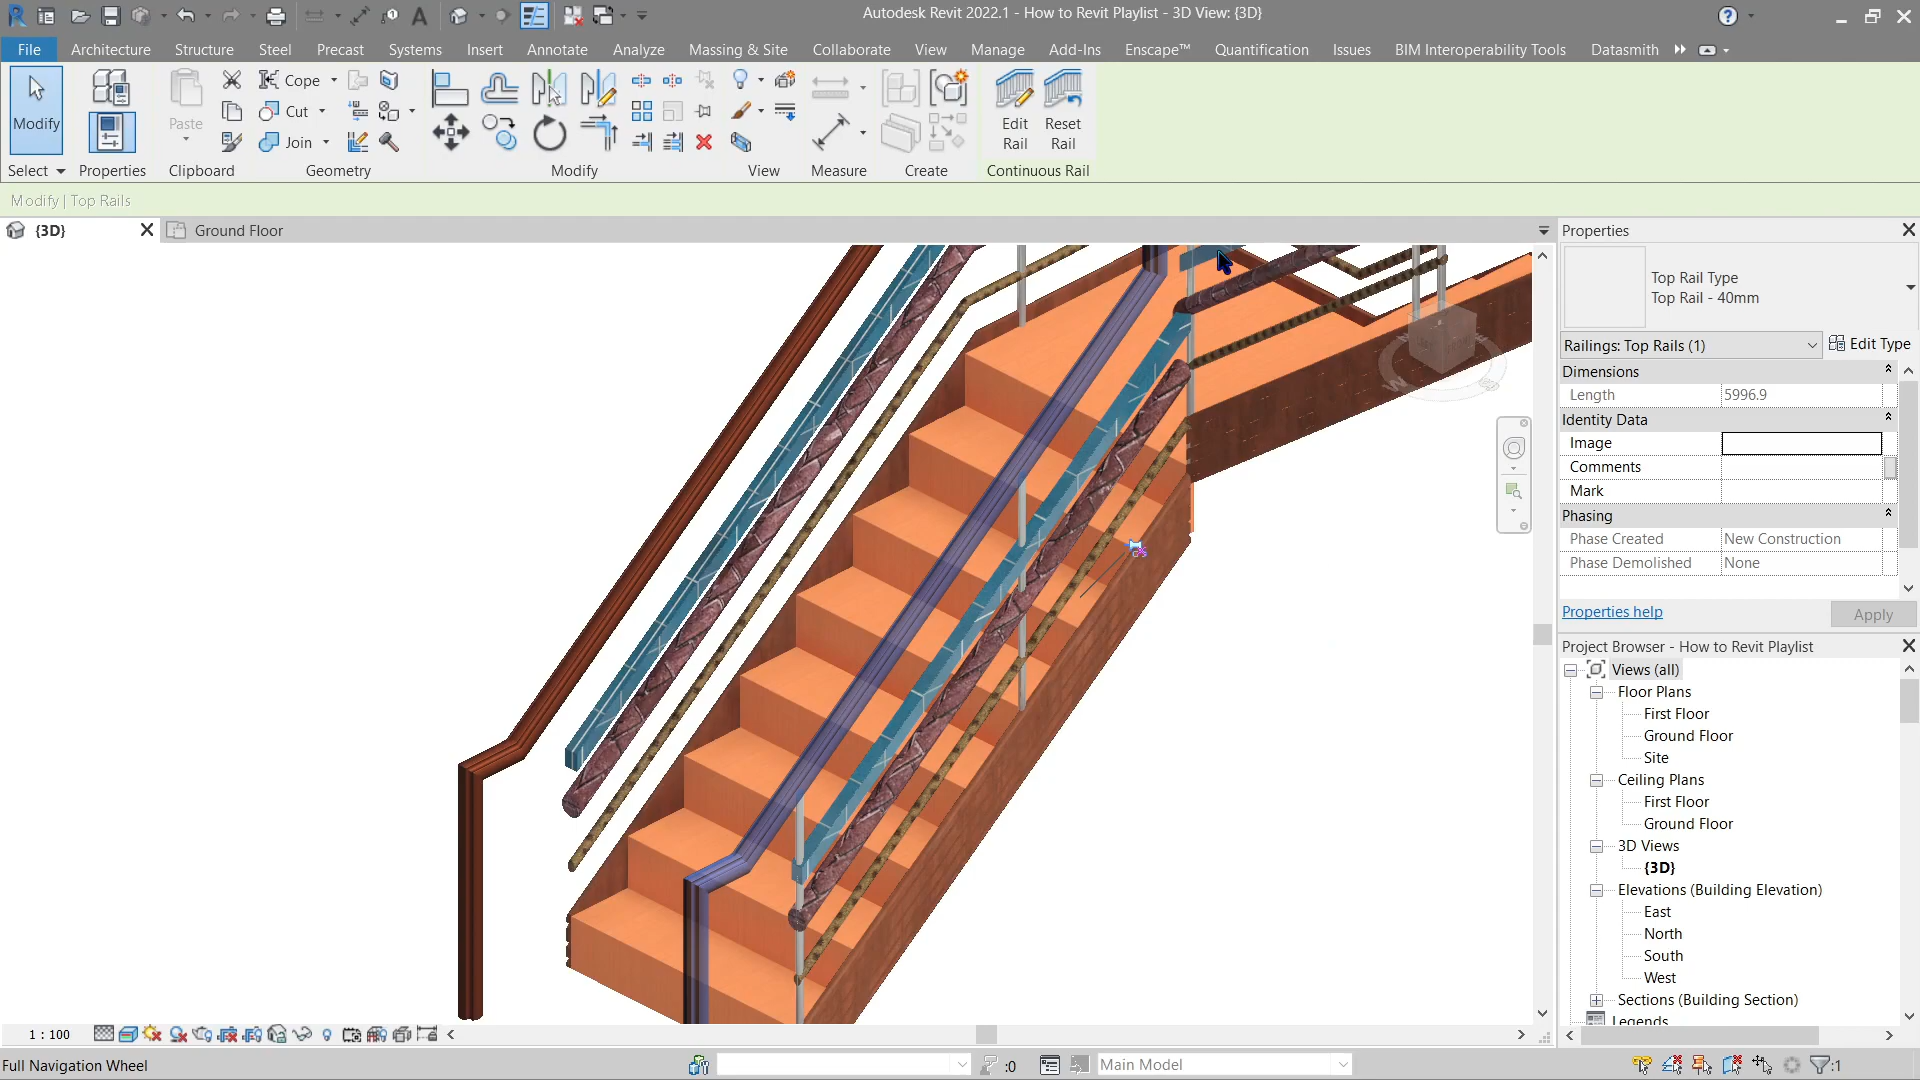 Autodesk Revit 2022.1 - How to Revit Playlist - 3D View: {3D}
File Architecture Structure Steel Precast Systems Insert Annotate Analyze Massing & Site Collaborate View Manage Add-Ins Enscape™ Quantification Issues BIM Interoperability Tools Datasmith
Modify
Paste
Cope
Cut
Join
Edit Rail
Reset Rail
Select Properties Clipboard Geometry Modify View Measure Create Continuous Rail
Modify | Top Rails
{3D} Ground Floor
Properties
Top Rail Type
Top Rail - 40mm
Railings: Top Rails (1) Edit Type
Dimensions
Length 5996.9
Identity Data
Image
Comments
Mark
Phasing
Phase Created New Construction
Phase Demolished None
Properties help Apply
Project Browser - How to Revit Playlist
Views (all)
Floor Plans
First Floor
Ground Floor
Site
Ceiling Plans
First Floor
Ground Floor
3D Views
{3D}
Elevations (Building Elevation)
East
North
South
West
Sections (Building Section)
Legends
1 : 100
Full Navigation Wheel :0 Main Model :1